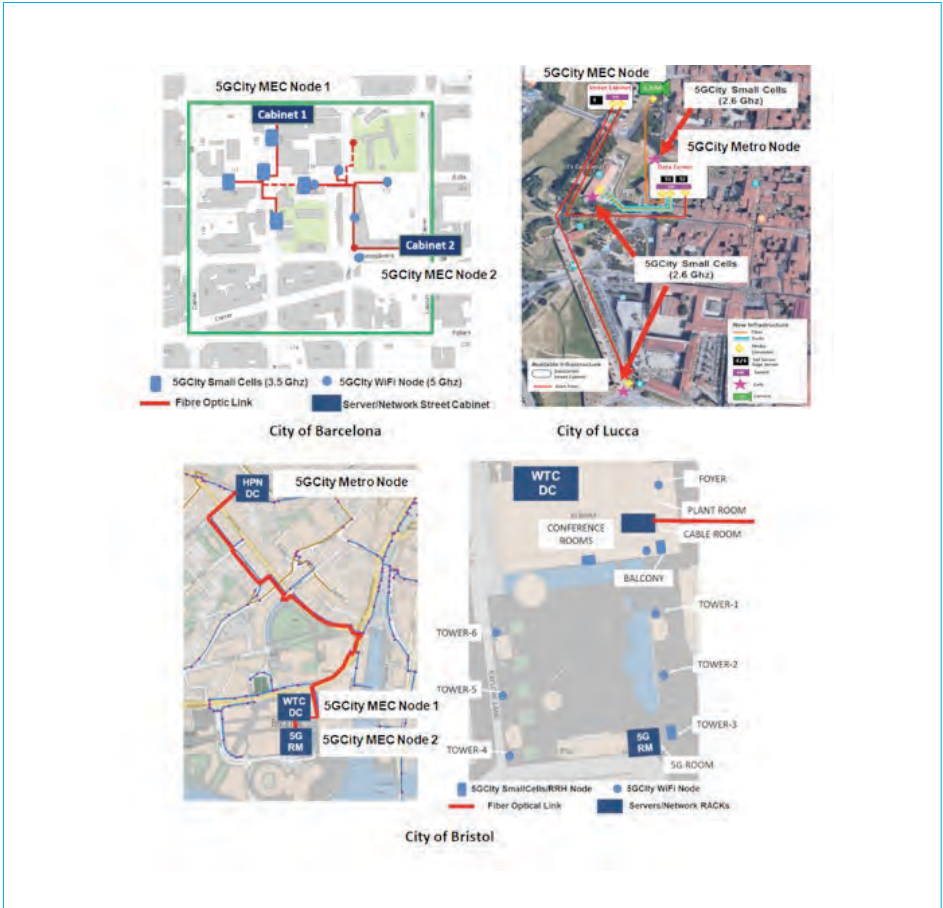 5GCity MEC Node 1
Cabinet 1
Cabinet 2
5GCity MEC Node 2
5GCity Small Cells (3.5 Ghz)
5GCity WiFi Node (5 Ghz)
Fibre Optic Link
Server/Network Street Cabinet
City of Barcelona
5GCity MEC Node
Street Cabinet
5GCity Small Cells
(2.6 Ghz)
5GCity Metro Node
Data Center
5GCity Small Cells
(2.6 Ghz)
New Infrastructure
Available Infrastructure
City of Lucca
HPN
DC
5GCity Metro Node
WTC
DC
5GCity MEC Node 1
5G
RM
5GCity MEC Node 2
WTC
DC
FOYER
PLANT ROOM
CONFERENCE
ROOMS
CABLE ROOM
BALCONY
TOWER-1
TOWER-6
TOWER-2
TOWER-5
TOWER-3
TOWER-4
5G
RM
5G ROOM
5GCity SmallCells/RRH Node
5GCity WiFi Node
Fiber Optical Link
Servers/Network RACKs
City of Bristol